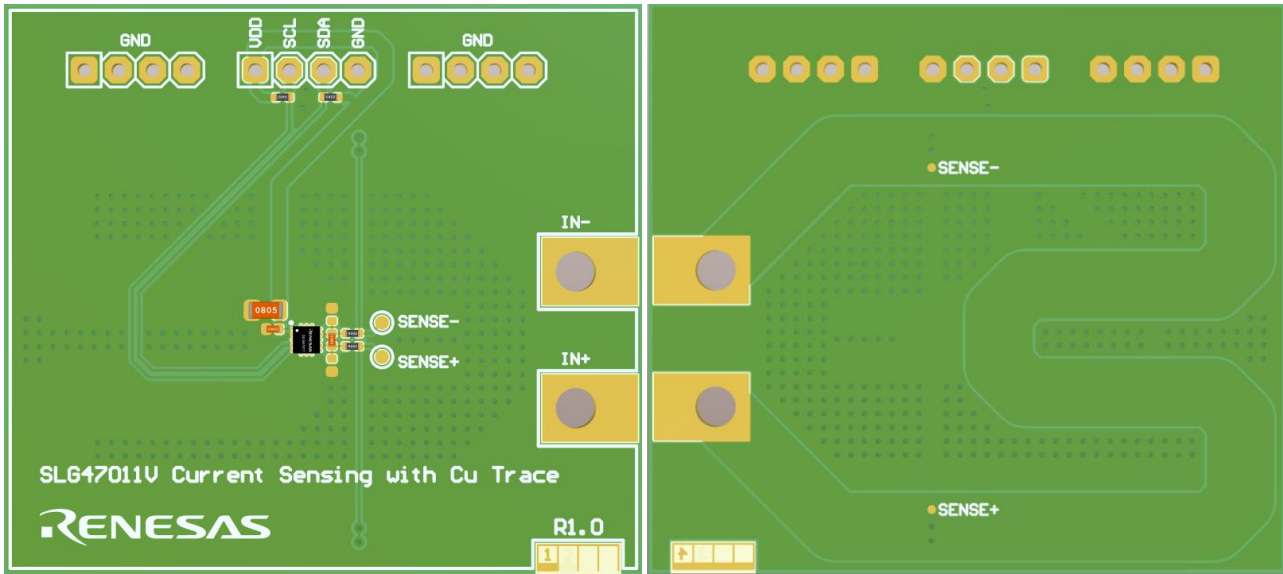 GND
VDD
SCL
SDA
GND
GND
IN-
0805
SENSE-
SENSE+
IN+
SLG47011V Current Sensing with Cu Trace
RENESAS
R1.0
1
SENSE-
SENSE+
4